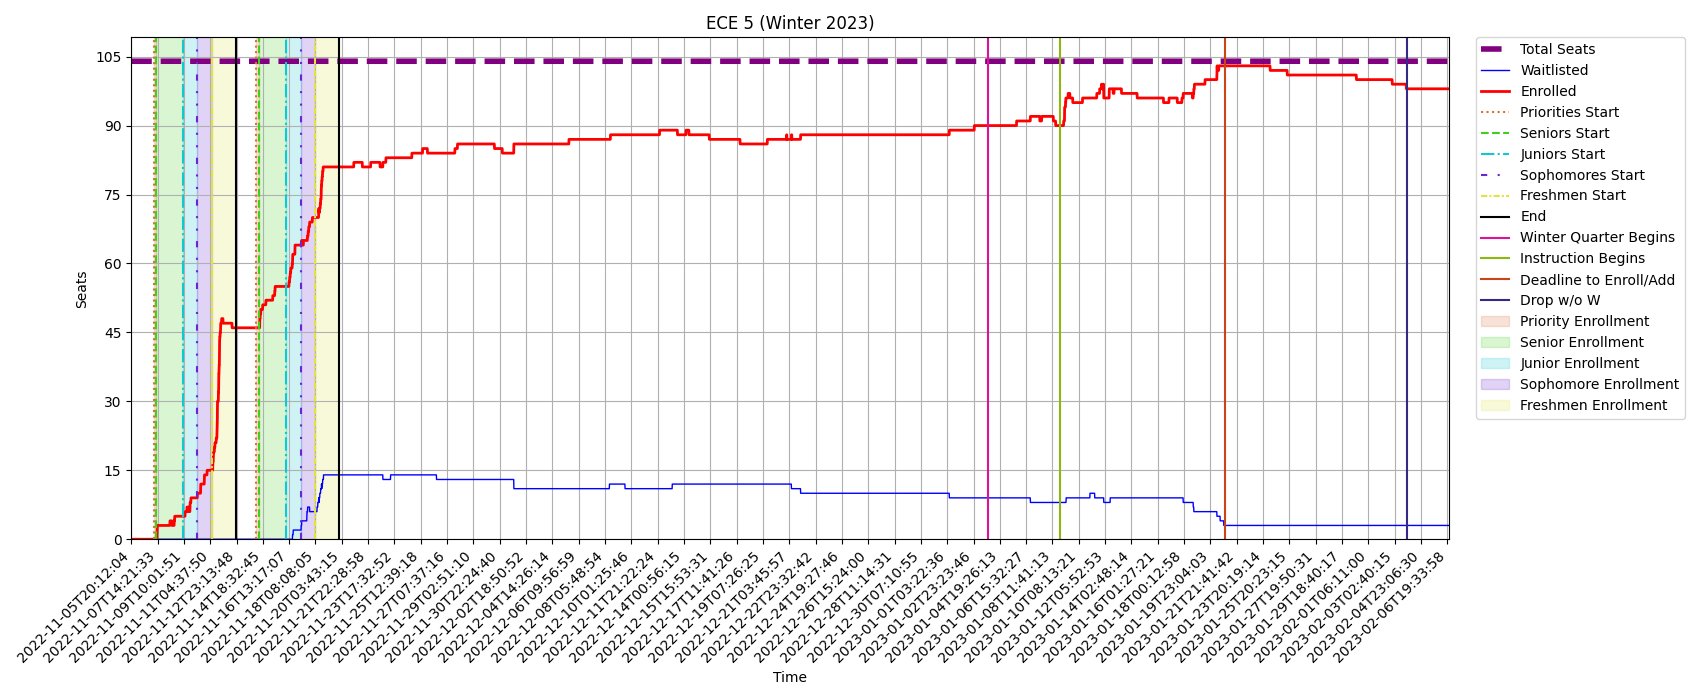 ECE 5 (Winter 2023)
105
90
75
60
45
30
15
0
Seats
2022-11-05T20:12:04
2022-11-07T14:21:33
2022-11-09T10:01:51
2022-11-11T04:37:50
2022-11-12T23:13:48
2022-11-14T18:32:45
2022-11-16T13:17:07
2022-11-18T08:08:05
2022-11-20T03:43:15
2022-11-21T22:28:58
2022-11-23T17:32:52
2022-11-25T12:39:18
2022-11-27T07:37:16
2022-11-29T02:51:10
2022-11-30T22:24:40
2022-12-02T18:50:52
2022-12-04T14:26:14
2022-12-06T09:56:59
2022-12-08T05:48:54
2022-12-10T01:25:46
2022-12-11T21:22:24
2022-12-14T00:56:15
2022-12-15T15:53:31
2022-12-17T11:41:26
2022-12-19T07:26:25
2022-12-21T03:45:57
2022-12-22T23:32:42
2022-12-24T19:27:46
2022-12-26T15:24:00
2022-12-28T11:14:31
2022-12-30T07:10:55
2023-01-01T03:22:36
2023-01-02T23:23:46
2023-01-04T19:26:13
2023-01-06T15:32:27
2023-01-08T11:41:13
2023-01-10T08:13:21
2023-01-12T05:52:53
2023-01-14T02:48:14
2023-01-16T01:27:21
2023-01-18T00:12:58
2023-01-19T23:04:03
2023-01-21T21:41:42
2023-01-23T20:19:14
2023-01-25T20:23:15
2023-01-27T19:50:31
2023-01-29T18:40:17
2023-02-01T06:11:00
2023-02-03T02:40:15
2023-02-04T23:06:30
2023-02-06T19:33:58
Time
Total Seats
Waitlisted
Enrolled
Priorities Start
Seniors Start
Juniors Start
Sophomores Start
Freshmen Start
End
Winter Quarter Begins
Instruction Begins
Deadline to Enroll/Add
Drop w/o W
Priority Enrollment
Senior Enrollment
Junior Enrollment
Sophomore Enrollment
Freshmen Enrollment